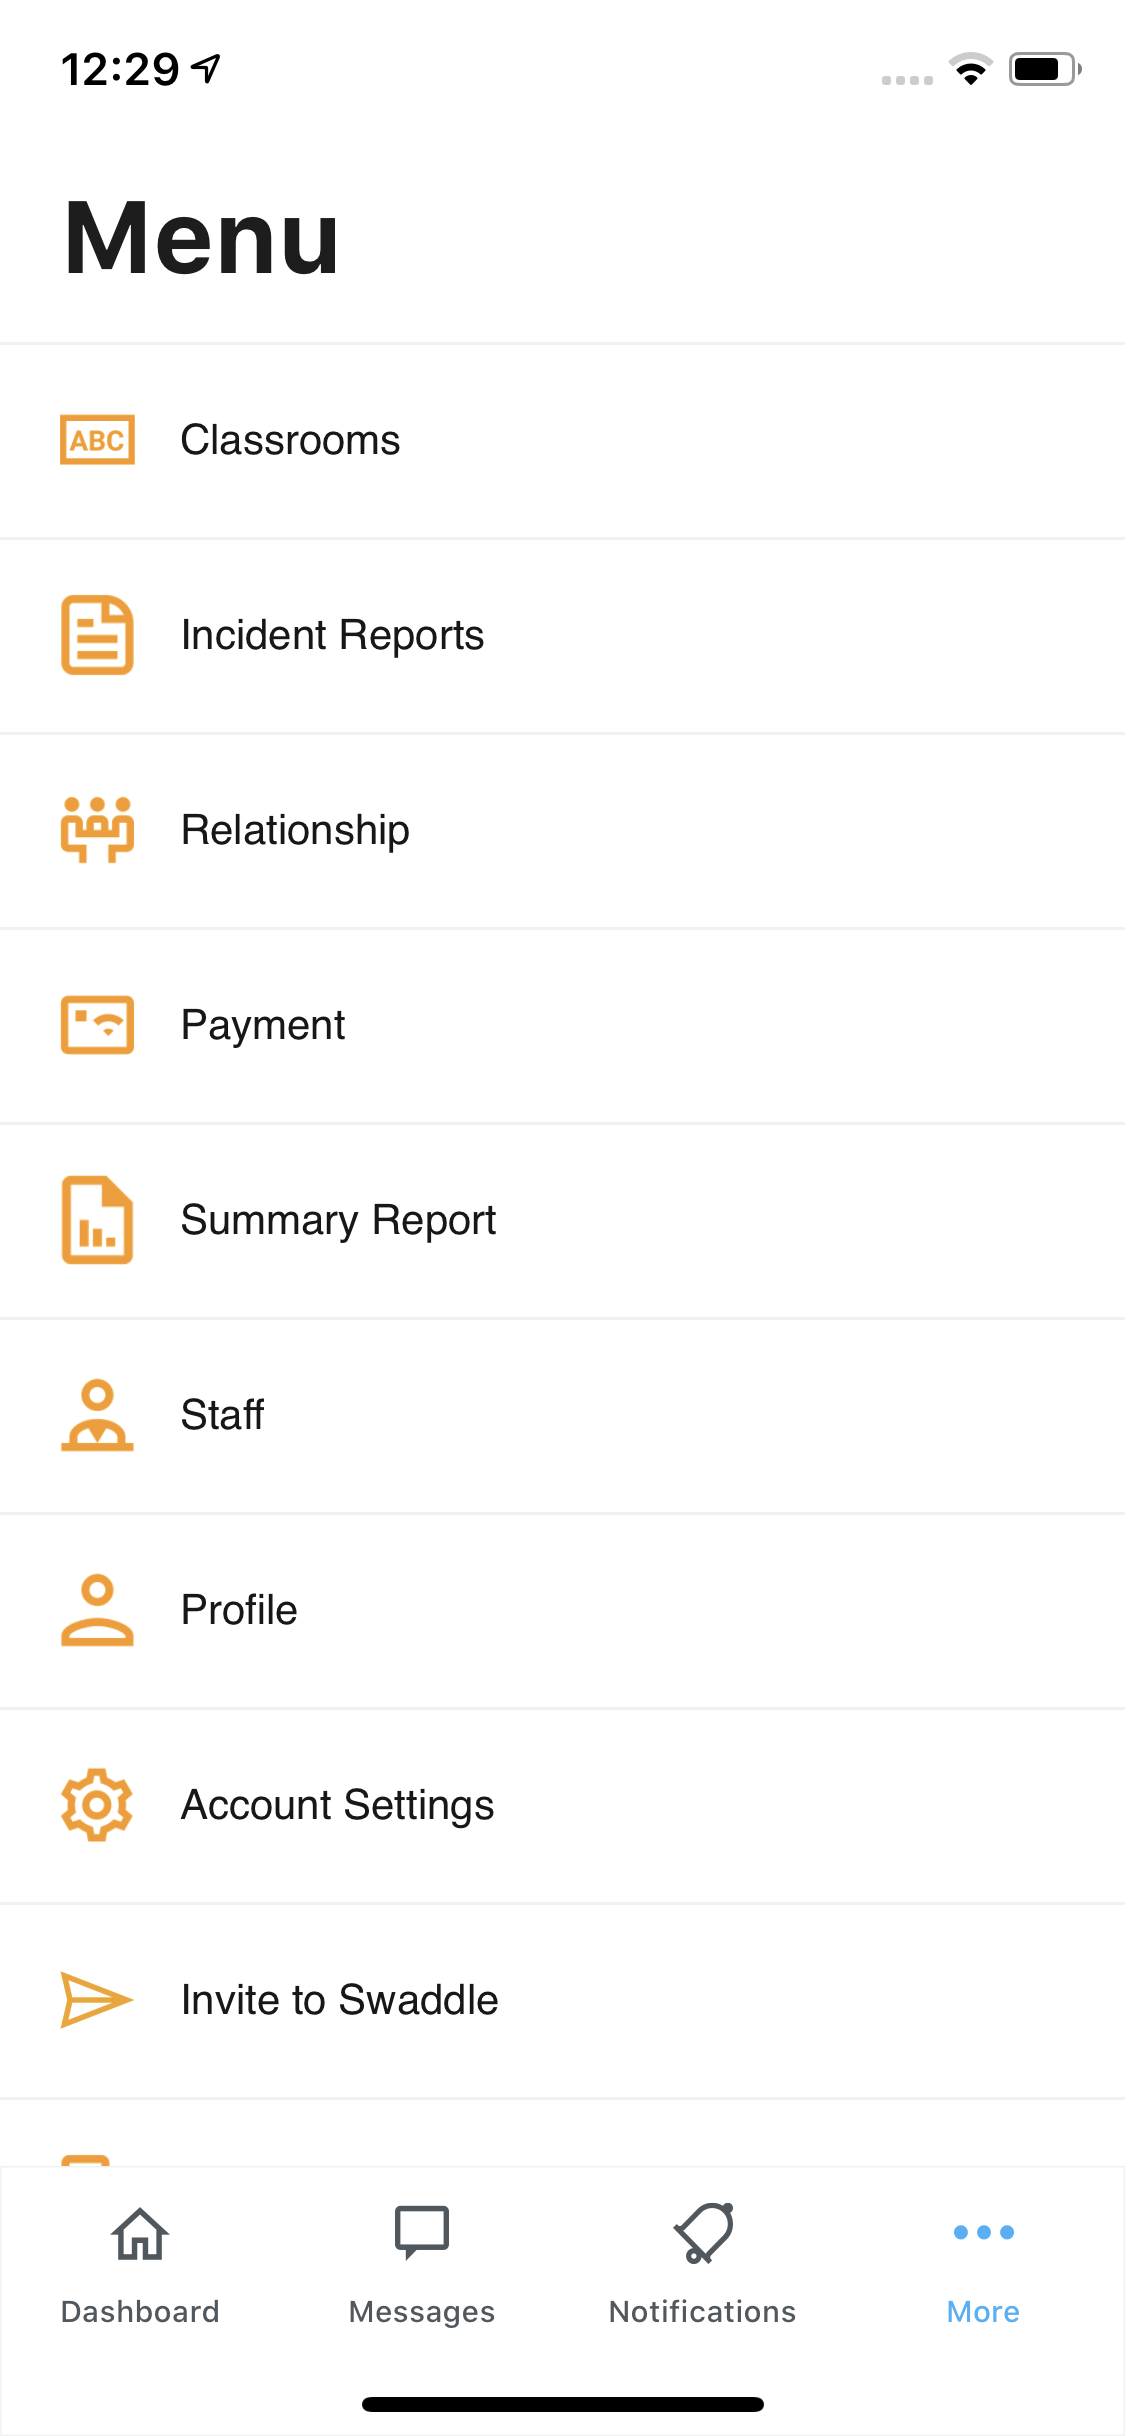 12:29
Menu
ABC
Classrooms
Incident Reports
Relationship
Payment
Summary Report
Staff
Profile
Account Settings
Invite to Swaddle
Dashboard
Messages
Notifications
More